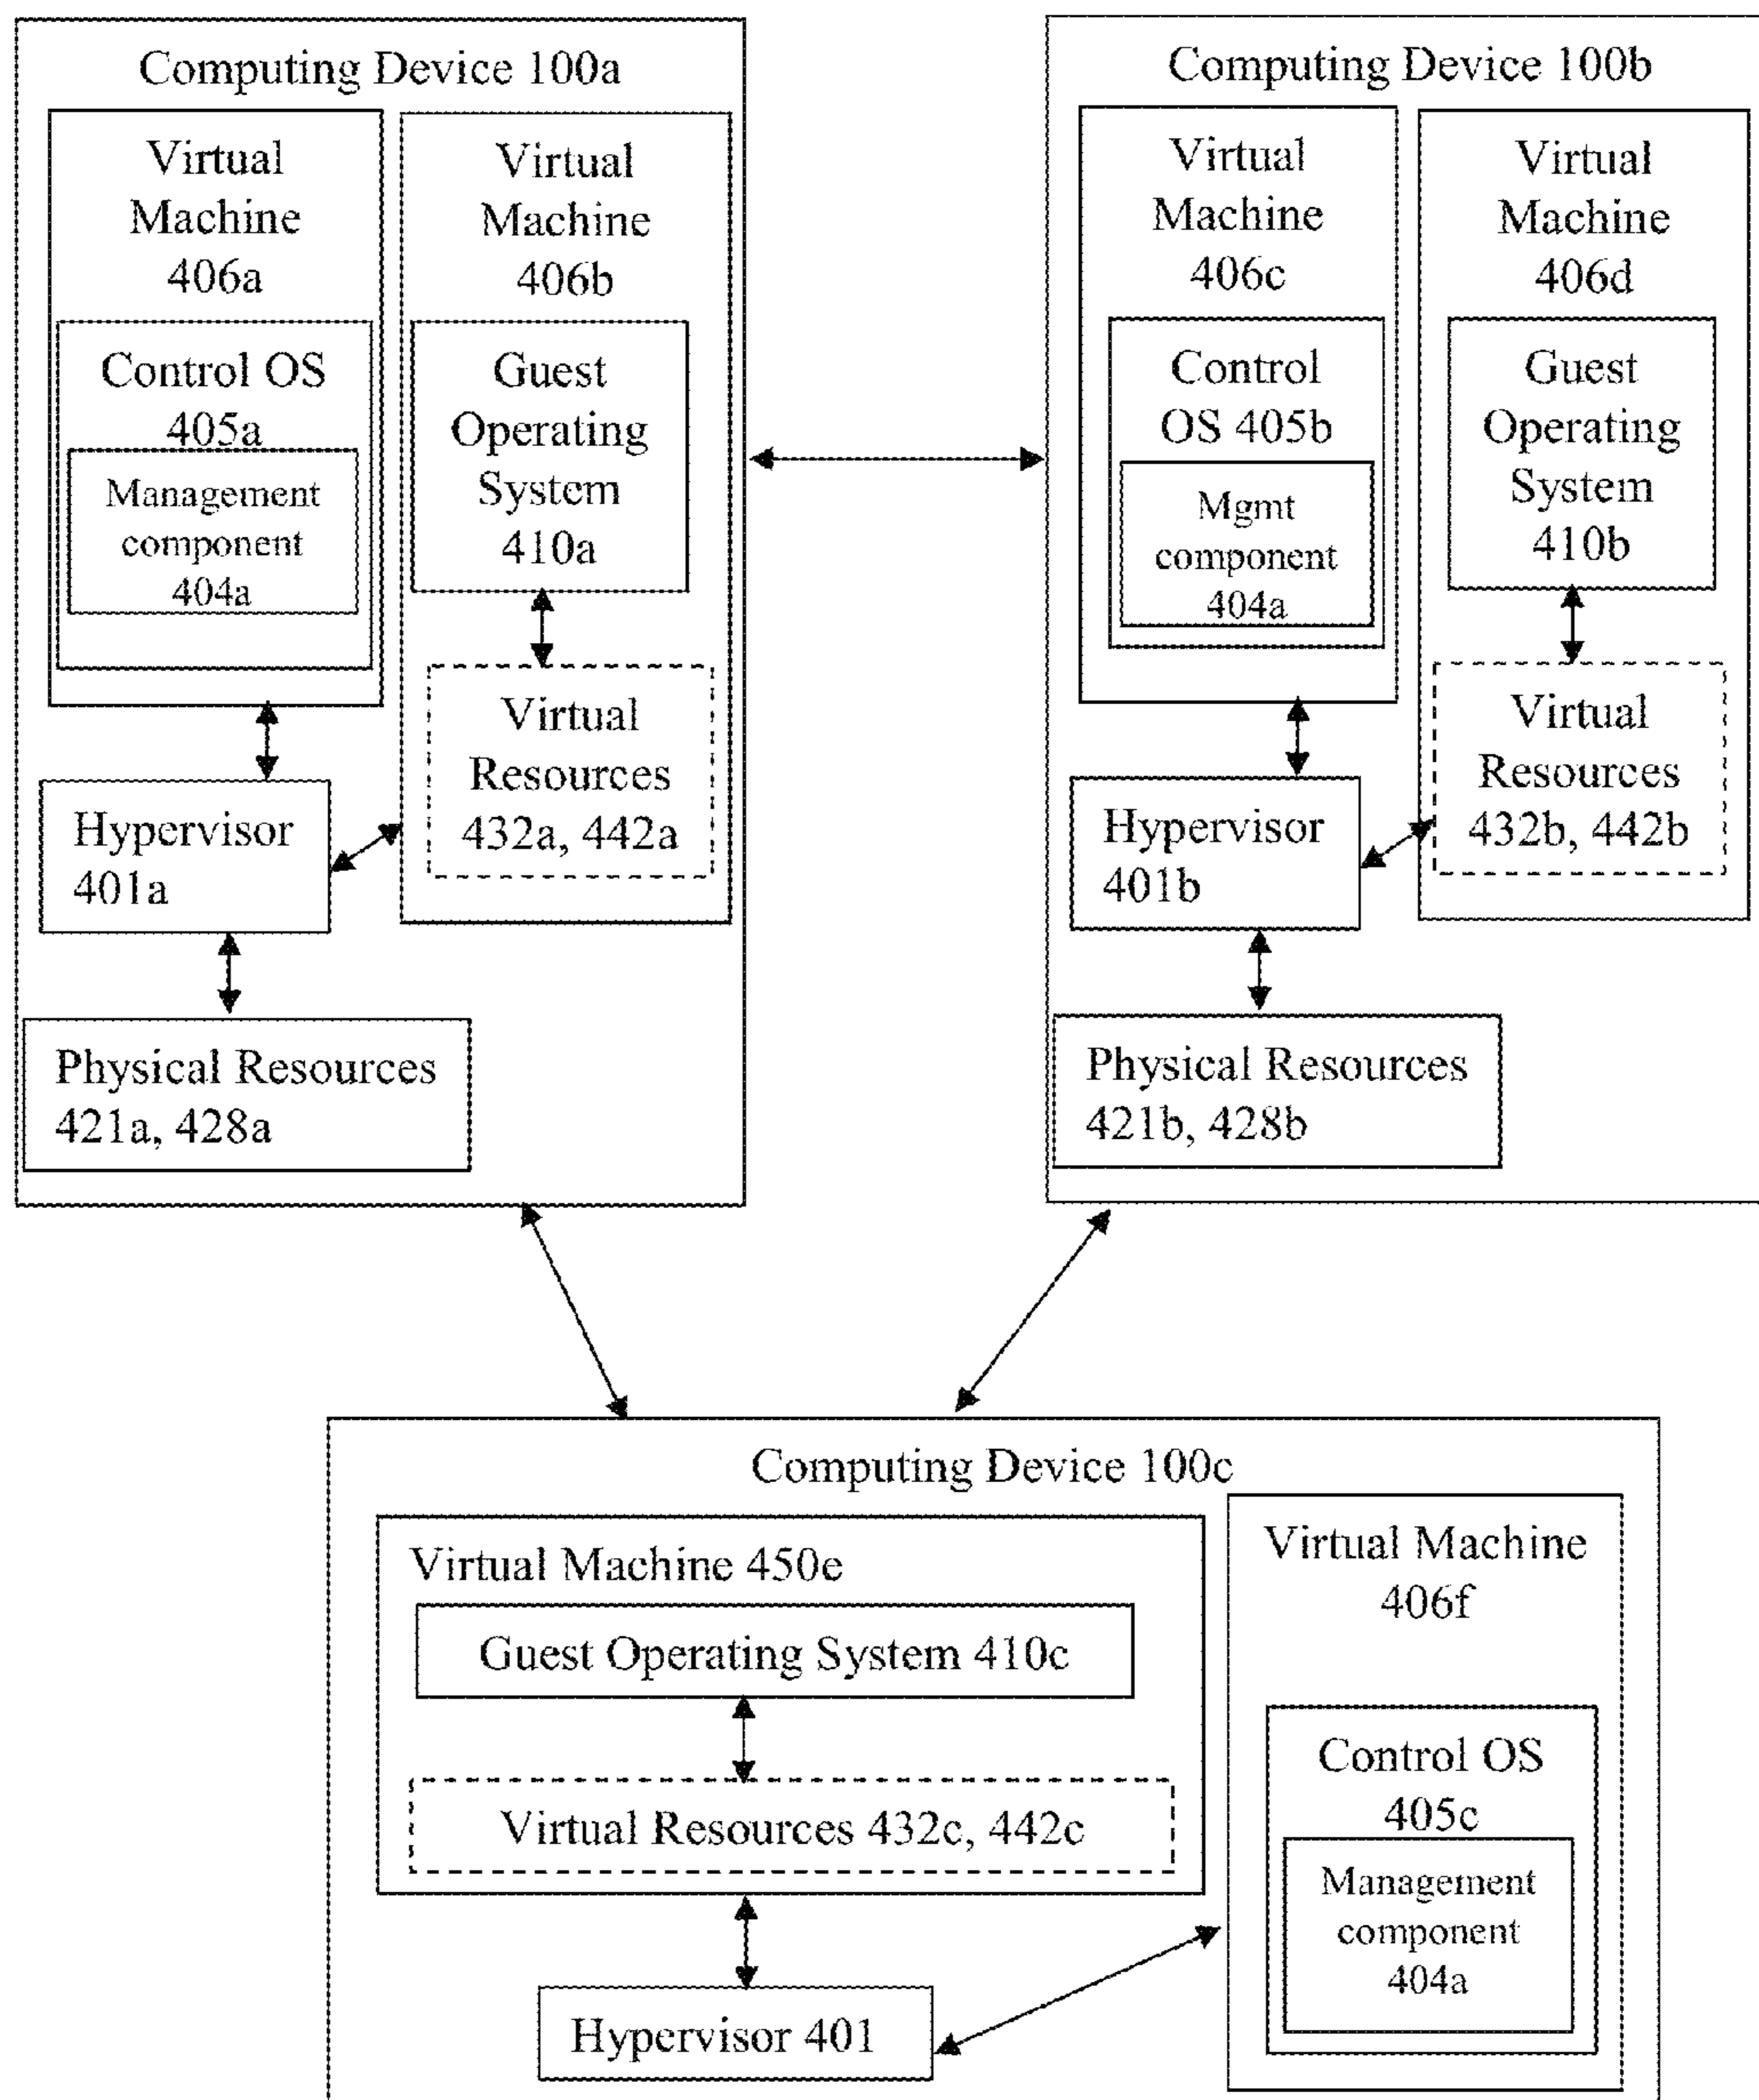 Computing Device 100a
Virtual
Machine
406a
Control OS
405a
Management
component
404a
Virtual
Machine
406b
Guest
Operating
System
410a
Virtual
Resources
432a, 442a
Hypervisor
401a
Physical Resources
421a, 428a
Computing Device 100b
Virtual
Machine
406c
Control
OS 405b
Mgmt
component
404a
Virtual
Machine
406d
Guest
Operating
System
410b
Virtual
Resources
432b, 442b
Hypervisor
401b
Physical Resources
421b, 428b
Computing Device 100c
Virtual Machine 450e
Guest Operating System 410c
Virtual Resources 432c, 442c
Hypervisor 401
Virtual Machine
406f
Control OS
405c
Management
component
404a